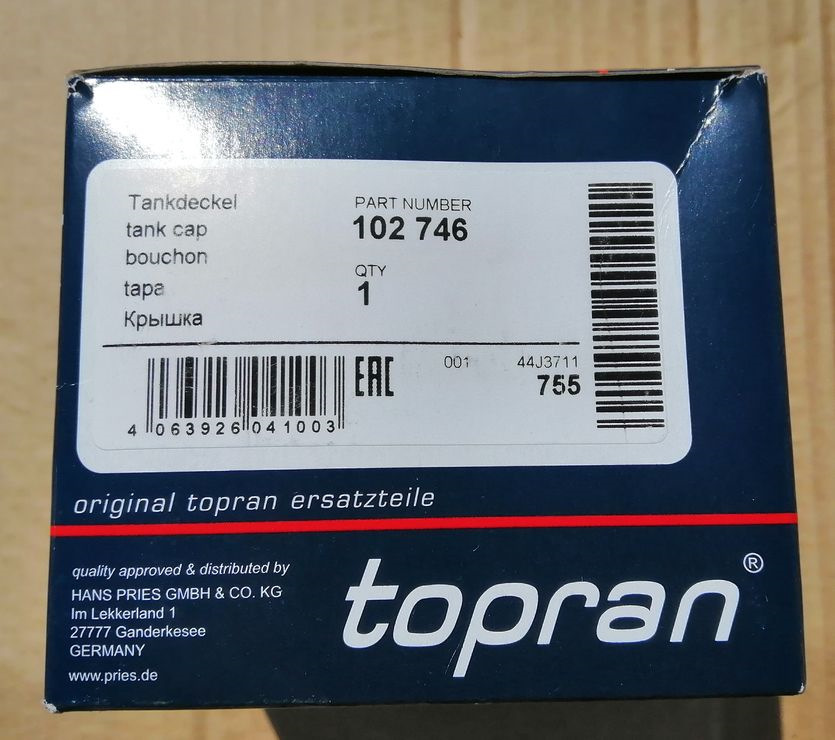 Tankdeckel
tank cap
bouchon
tapa
Крышка
PART NUMBER
102 746
QTY
1
4 063926 041003
EAC
001 44J3711
755
original topran ersatzteile
quality approved & distributed by
HANS PRIES GMBH & CO. KG
Im Lekkerland 1
27777 Ganderkesee
GERMANY
www.pries.de
topran®